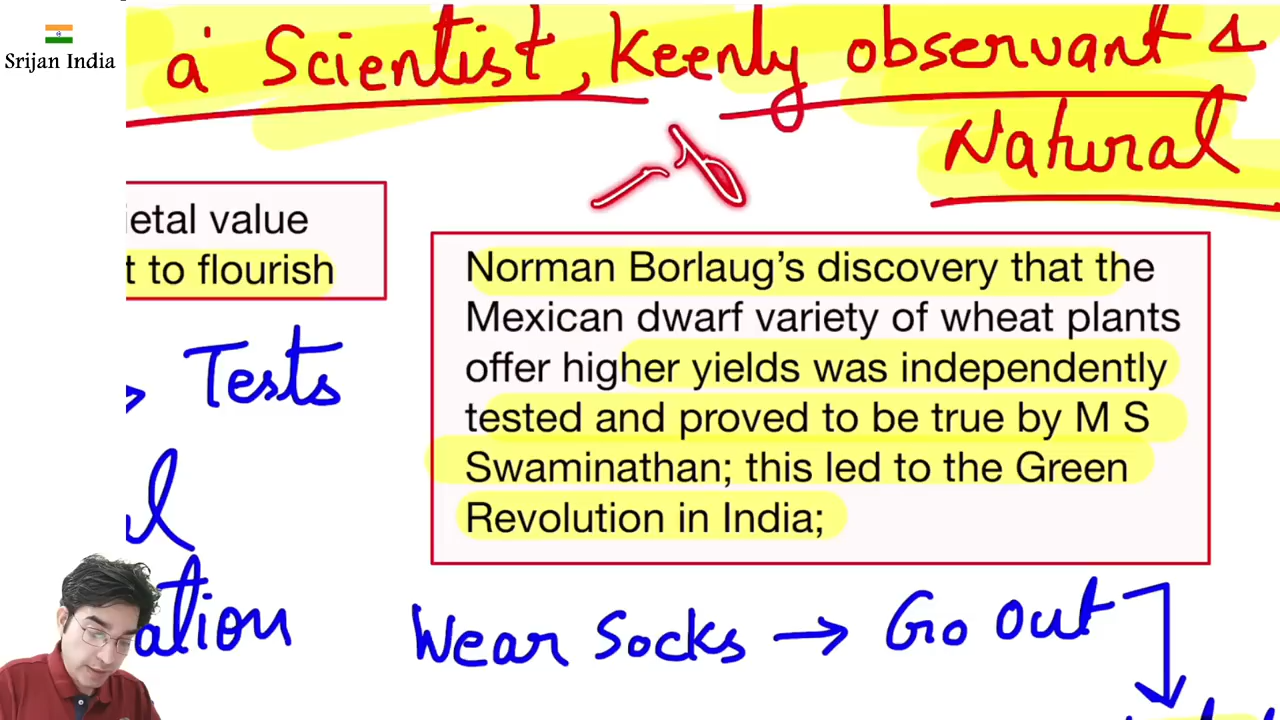 Srijan India
a Scientist, Keenly observant &
Natural
ietal value
t to flourish
Norman Borlaug's discovery that the
Mexican dwarf variety of wheat plants
offer higher yields was independently
tested and proved to be true by M S
Swaminathan; this led to the Green
Revolution in India;
Tests
l
ation
Wear Socks → Go Out